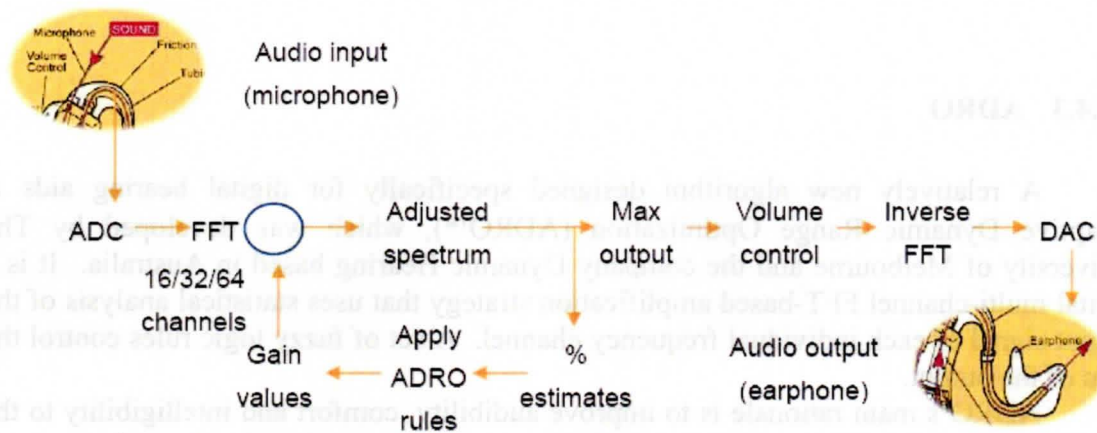 SOUND
Microphone
Friction
Volume
Control
Tubi
Audio input
(microphone)
ADC
FFT
16/32/64
channels
Adjusted
spectrum
Max
output
Volume
control
Inverse
FFT
DAC
Gain
values
Apply
ADRO
rules
%
estimates
Audio output
(earphone)
Earphone